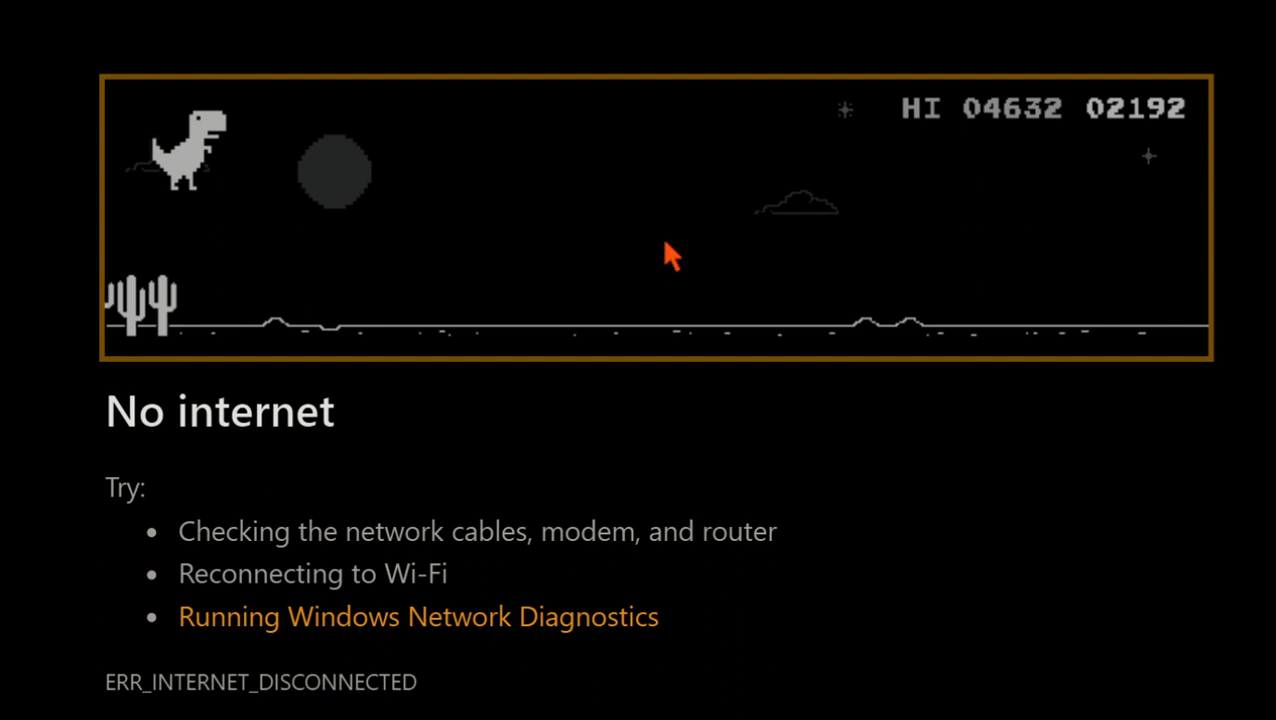 HI 04632 02192
No internet
Try:
• Checking the network cables, modem, and router
• Reconnecting to Wi-Fi
• Running Windows Network Diagnostics
ERR_INTERNET_DISCONNECTED